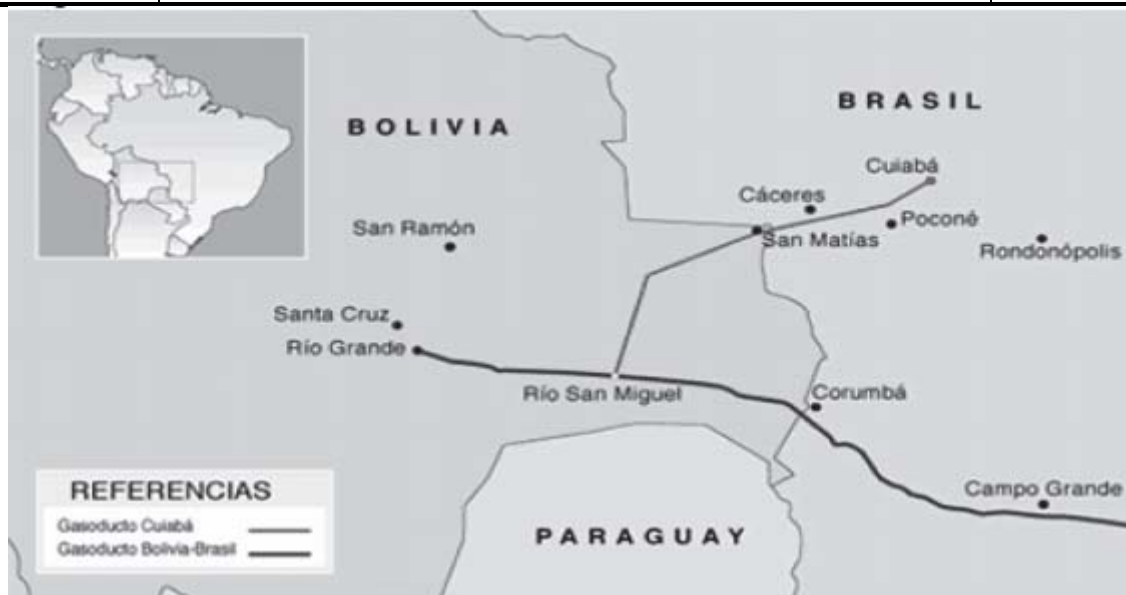 BRASIL
BOLIVIA
Cuiabá
Cáceres
San Ramón
Poconé
San Matías
Rondonópolis
Santa Cruz
Río Grande
Río San Miguel
Corumbá
REFERENCIAS
Gasoducto Cuiabá
Gasoducto Bolivia-Brasil
Campo Grande
PARAGUAY